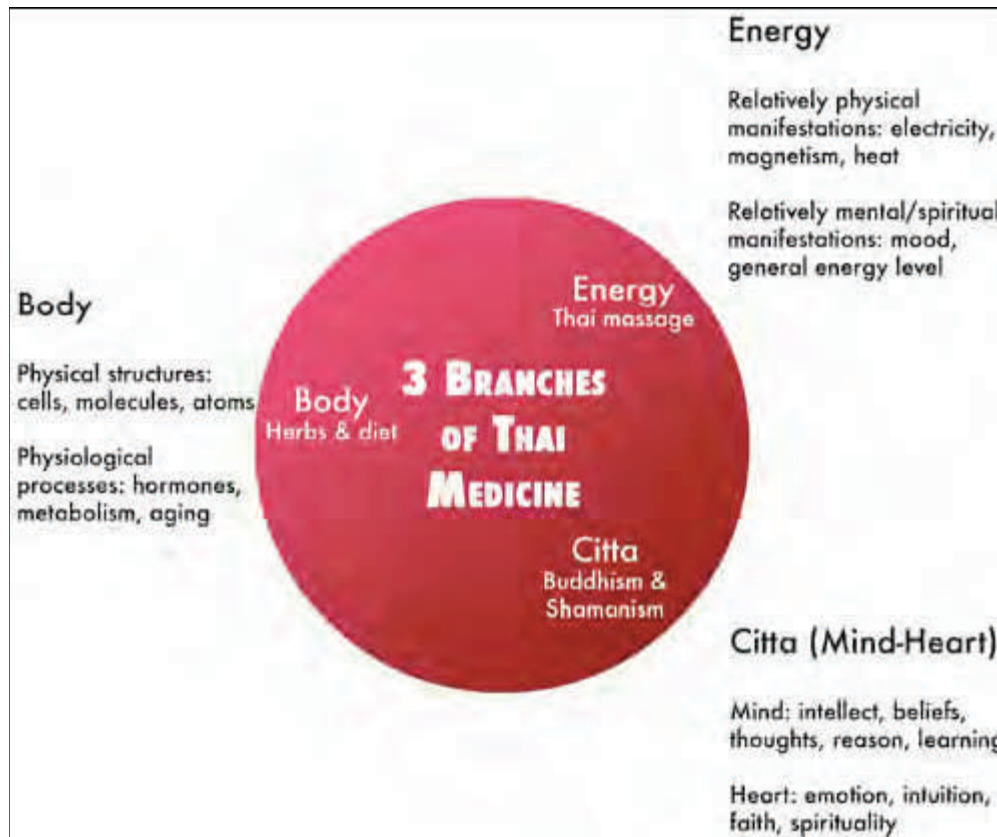 Energy
Relatively physical
manifestations: electricity,
magnetism, heat
Relatively mental/spiritual
manifestations: mood,
general energy level
Body
Physical structures:
cells, molecules, atoms
Physiological
processes: hormones,
metabolism, aging
Energy
Thai massage
Body
Herbs & diet
3 BRANCHES
OF THAI
MEDICINE
Citta
Buddhism &
Shamanism
Citta (Mind-Heart)
Mind: intellect, beliefs,
thoughts, reason, learning
Heart: emotion, intuition,
faith, spirituality